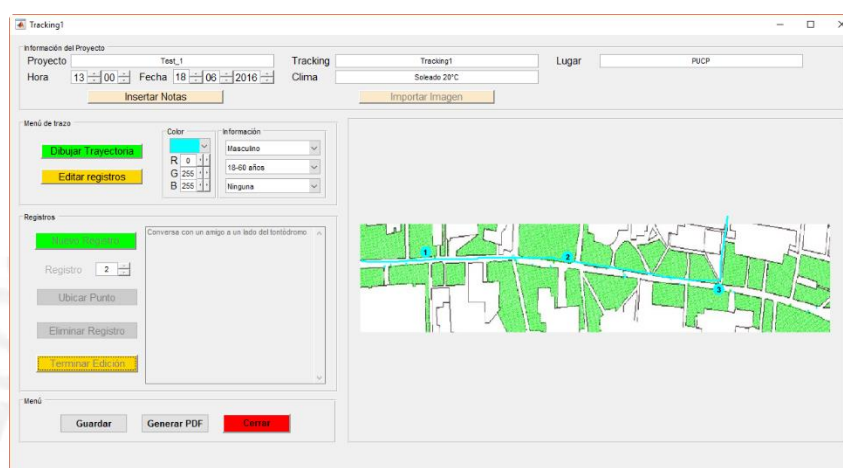 Tracking1
Información del Proyecto
Proyecto Test_1 Tracking Tracking1 Lugar PUCP
Hora 13 00 Fecha 18 06 2016 Clima Soleado 20°C
Insertar Notas Importar Imagen
Menú de trazo
Dibujar Trayectoria
Editar registros
Color
R 0
G 255
B 255
Información
Masculino
18-60 años
Ninguna
Registros
Nuevo Registro
Registro 2
Ubicar Punto
Eliminar Registro
Terminar Edición
Conversa con un amigo a un lado del tontódromo
Menú
Guardar Generar PDF Cerrar
1
2
3